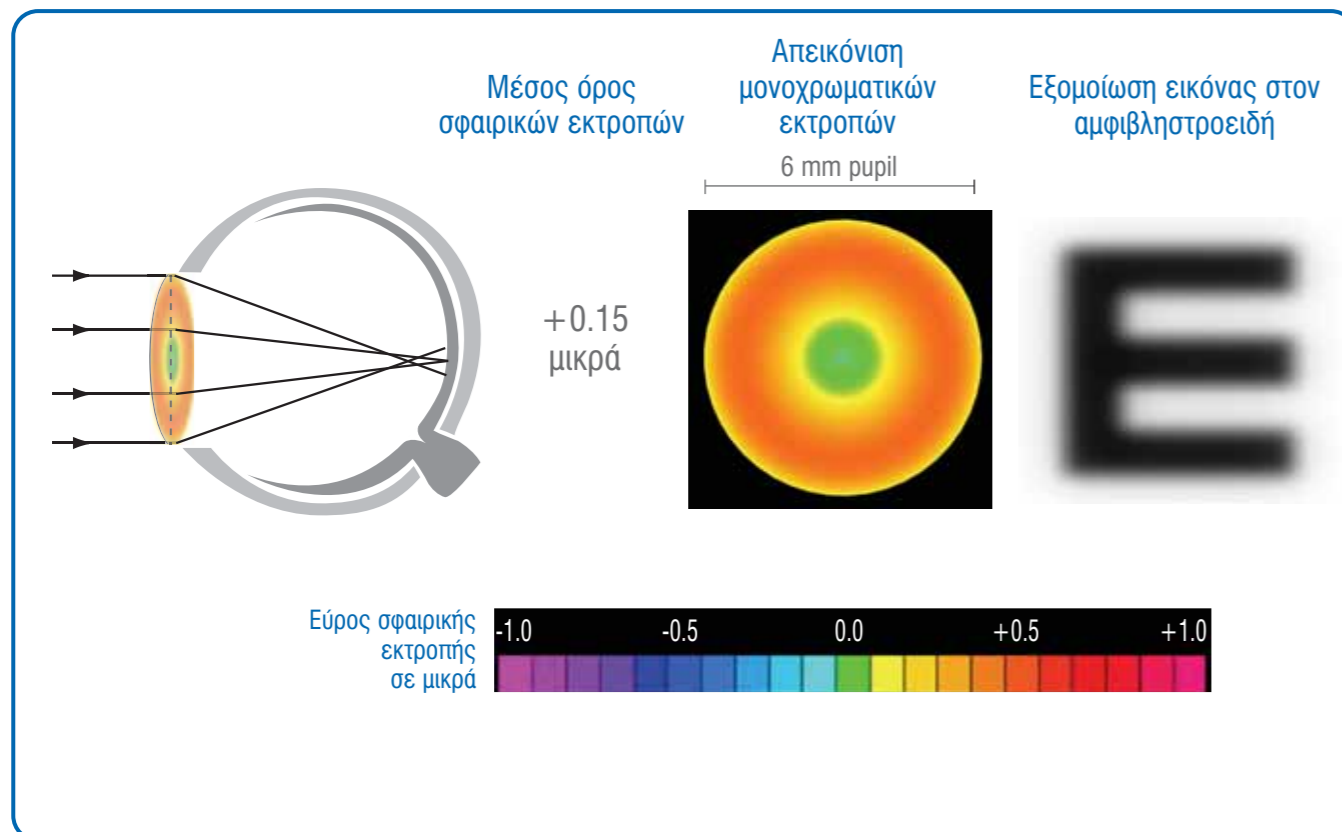 Μέσος όρος
σφαιρικών εκτροπών
Απεικόνιση
μονοχρωματικών
εκτροπών
Εξομοίωση εικόνας στον
αμφιβληστροειδή
6 mm pupil
+0.15
μικρά
E
Εύρος σφαιρικής
εκτροπής
σε μικρά
-1.0 -0.5 0.0 +0.5 +1.0